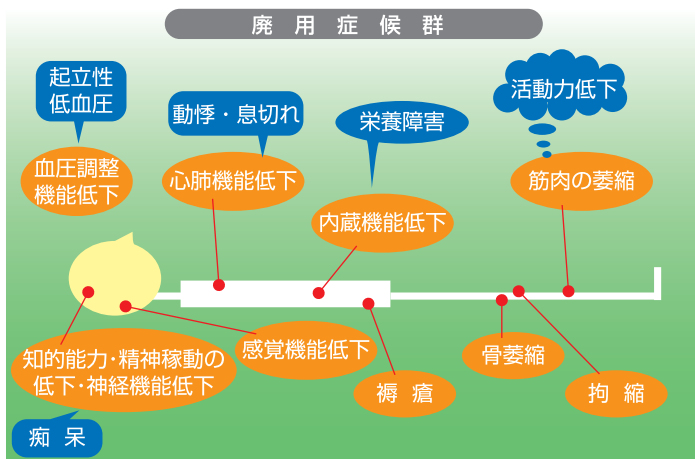 廃用症候群
起立性
低血圧
血圧調整
機能低下
動悸・息切れ
心肺機能低下
栄養障害
内蔵機能低下
活動力低下
筋肉の萎縮
知的能力・精神稼動の
低下・神経機能低下
痴呆
感覚機能低下
褥瘡
骨萎縮
拘縮